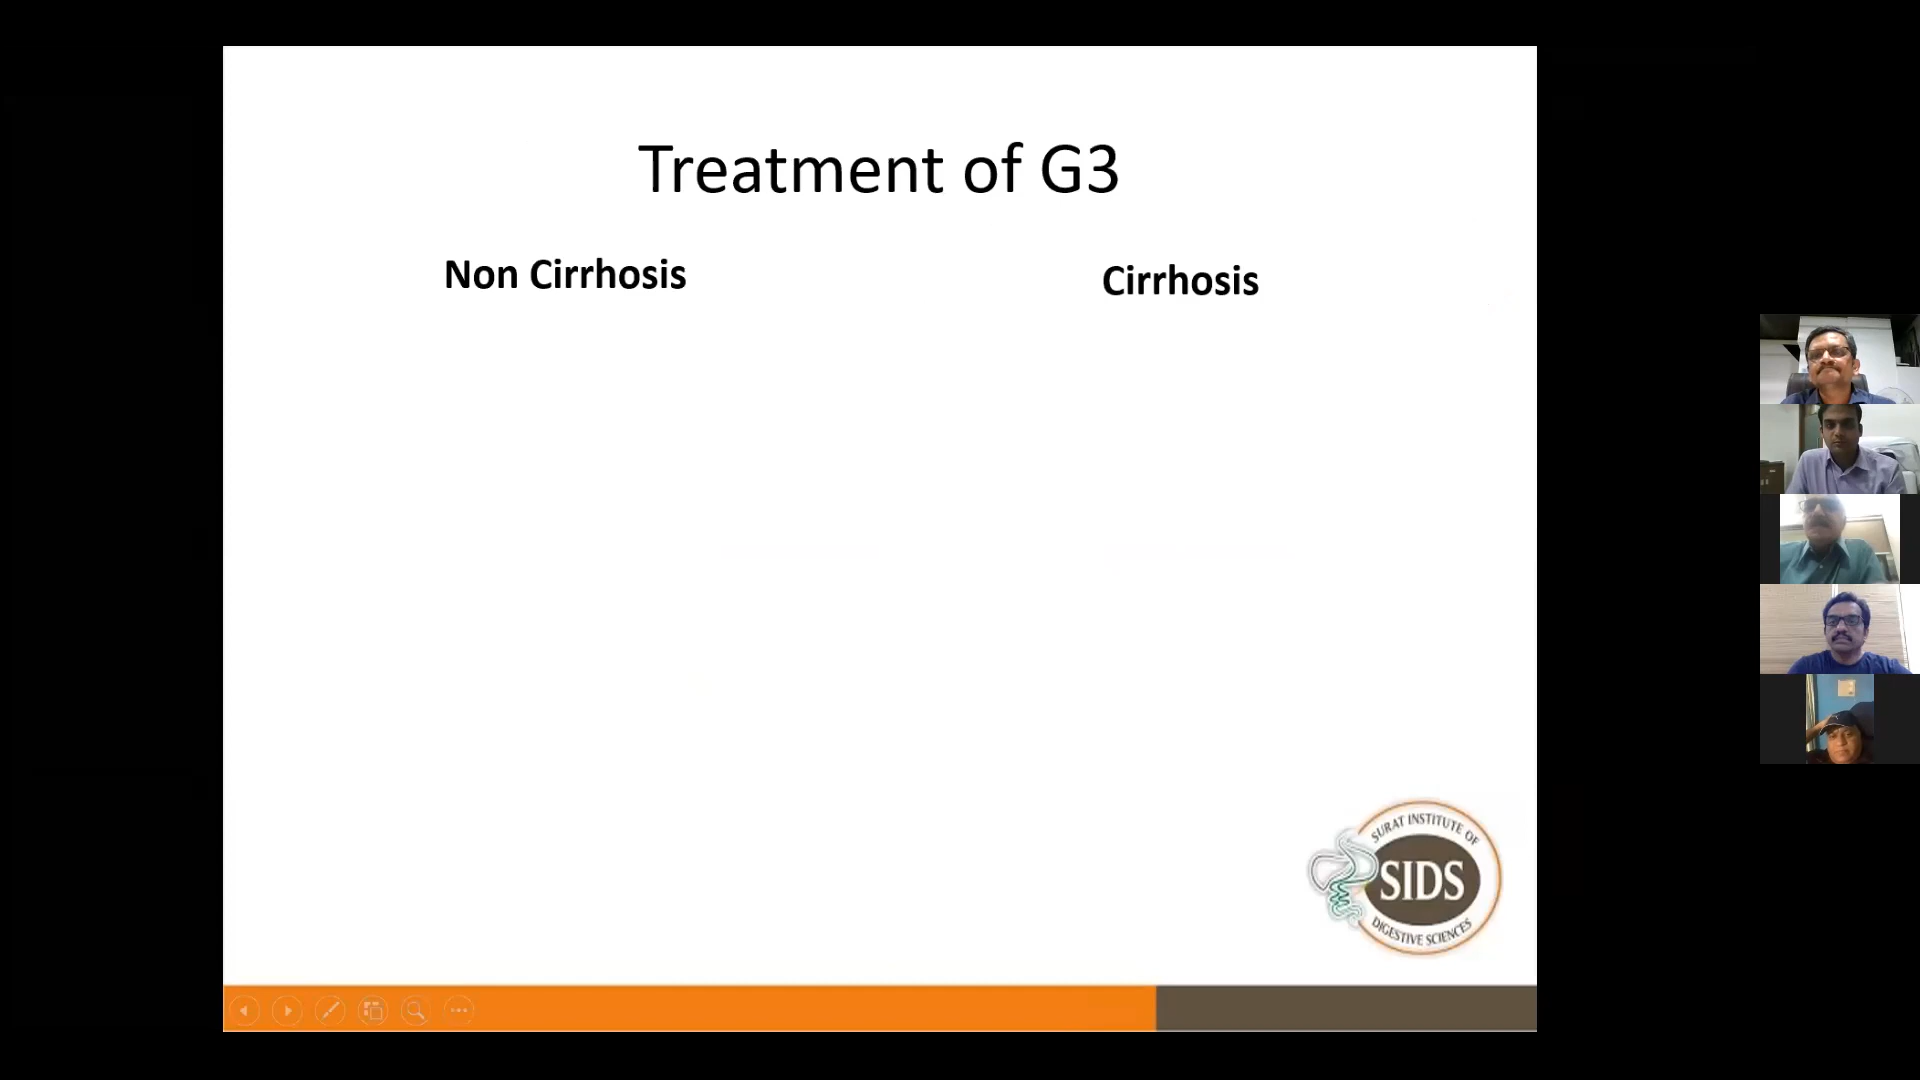 Treatment of G3
Non Cirrhosis
Cirrhosis
SURAT INSTITUTE OF
SIDS
DIGESTIVE SCIENCES